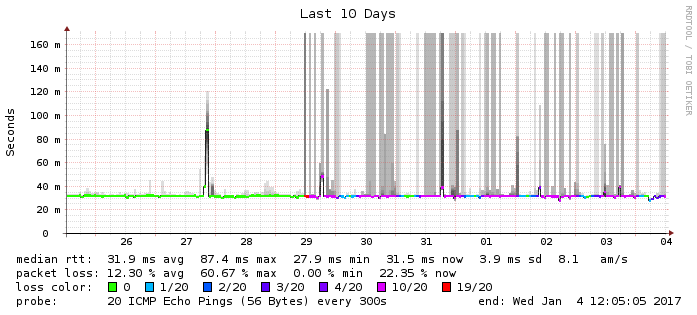 Last 10 Days
RRDTOOL / TOBI OETIKER
Seconds
160 m
140 m
120 m
100 m
80 m
60 m
40 m
20 m
0
26 27 28 29 30 31 01 02 03 04
median rtt: 31.9 ms avg 87.4 ms max 27.9 ms min 31.5 ms now 3.9 ms sd 8.1 am/s
packet loss: 12.30 % avg 60.67 % max 0.00 % min 22.35 % now
loss color: 0 1/20 2/20 3/20 4/20 10/20 19/20
probe: 20 ICMP Echo Pings (56 Bytes) every 300s end: Wed Jan 4 12:05:05 2017